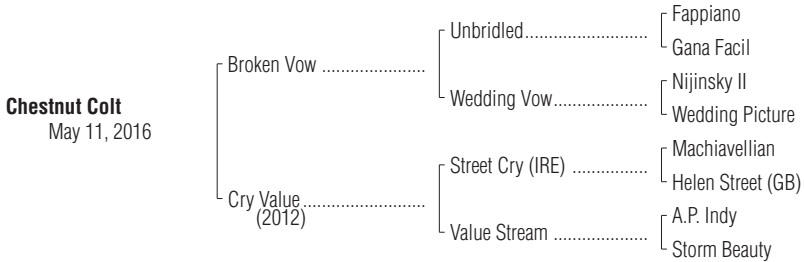 Chestnut Colt
May 11, 2016
Broken Vow ......................
Cry Value..........................
(2012)
Unbridled..........................
Wedding Vow....................
Street Cry (IRE) ................
Value Stream ....................
Fappiano
Gana Facil
Nijinsky II
Wedding Picture
Machiavellian
Helen Street (GB)
A.P. Indy
Storm Beauty